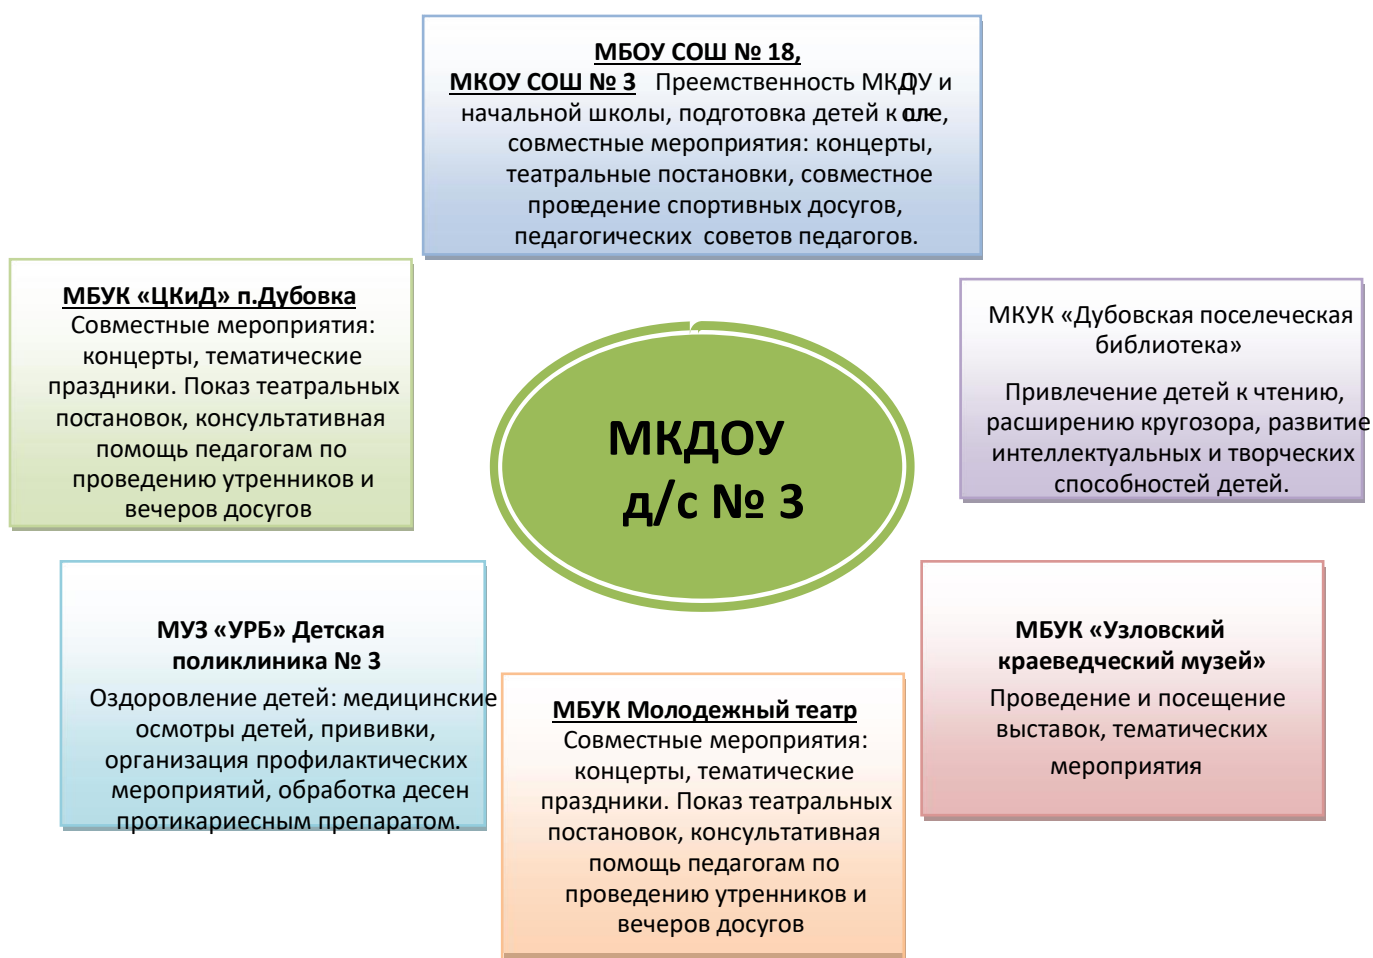 МБОУ СОШ № 18,
МКОУ СОШ № 3 Преемственность МКДОУ и
начальной школы, подготовка детей к школе,
совместные мероприятия: концерты,
театральные постановки, совместное
проведение спортивных досугов,
педагогических советов педагогов.
МБУК «ЦКиД» п.Дубовка
Совместные мероприятия:
концерты, тематические
праздники. Показ театральных
постановок, консультативная
помощь педагогам по
проведению утренников и
вечеров досугов
МКУК «Дубовская поселеческая
библиотека»
Привлечение детей к чтению,
расширению кругозора, развитие
интеллектуальных и творческих
способностей детей.
МКДОУ
д/с № 3
МУЗ «УРБ» Детская
поликлиника № 3
Оздоровление детей: медицинские
осмотры детей, прививки,
организация профилактических
мероприятий, обработка десен
протикариесным препаратом.
МБУК Молодежный театр
Совместные мероприятия:
концерты, тематические
праздники. Показ театральных
постановок, консультативная
помощь педагогам по
проведению утренников и
вечеров досугов
МБУК «Узловский
краеведческий музей»
Проведение и посещение
выставок, тематических
мероприятия